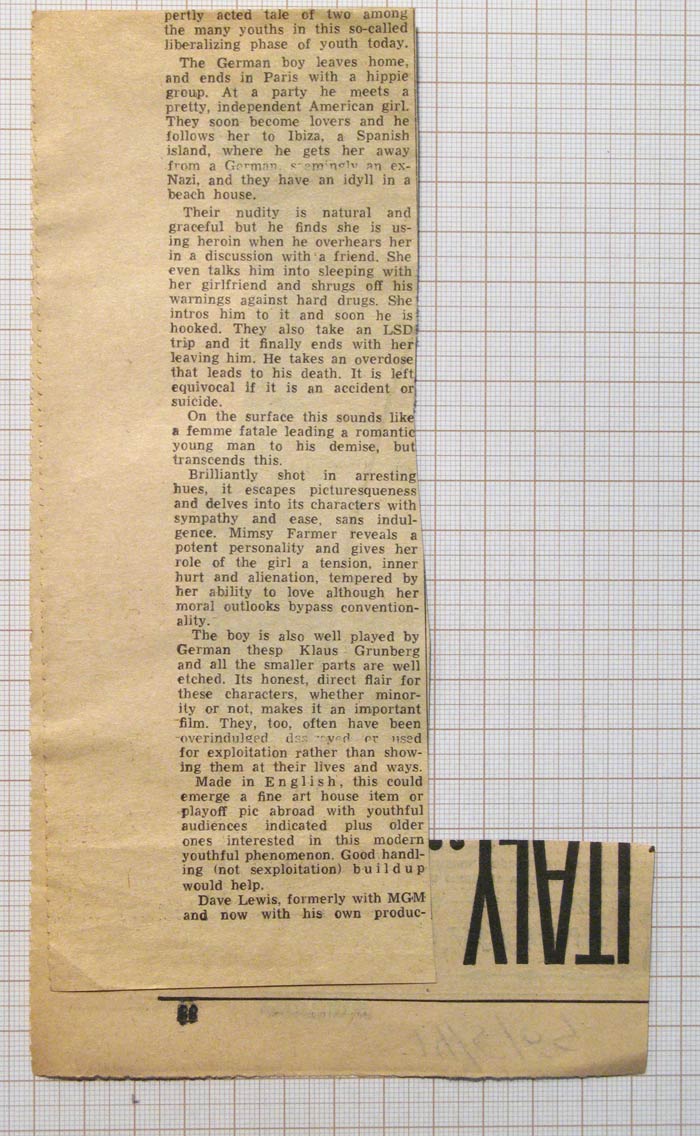 pertly acted tale of two among
the many youths in this so-called
liberalizing phase of youth today.
The German boy leaves home,
and ends in Paris with a hippie
group. At a party he meets a
pretty, independent American girl.
They soon become lovers and he
follows her to Ibiza, a Spanish
island, where he gets her away
from a German, seemingly an ex-
Nazi, and they have an idyll in a
beach house.
Their nudity is natural and
graceful but he finds she is us-
ing heroin when he overhears her
in a discussion with a friend. She
even talks him into sleeping with
her girlfriend and shrugs off his
warnings against hard drugs. She
intros him to it and soon he is
hooked. They also take an LSD
trip and it finally ends with her
leaving him. He takes an overdose
that leads to his death. It is left
equivocal if it is an accident or
suicide.
On the surface this sounds like
a femme fatale leading a romantic
young man to his demise, but
transcends this.
Brilliantly shot in arresting
hues, it escapes picturesqueness
and delves into its characters with
sympathy and ease, sans indul-
gence. Mimsy Farmer reveals a
potent personality and gives her
role of the girl a tension, inner
hurt and alienation, tempered by
her ability to love although her
moral outlooks bypass convention-
ality.
The boy is also well played by
German thesp Klaus Grunberg
and all the smaller parts are well
etched. Its honest, direct flair for
these characters, whether minor-
ity or not, makes it an important
film. They, too, often have been
overindulged or used
for exploitation rather than show-
ing them at their lives and ways.
Made in English, this could
emerge a fine art house item or
playoff pic abroad with youthful
audiences indicated plus older
ones interested in this modern
youthful phenomenon. Good handl-
ing (not sexploitation) buildup
would help.
Dave Lewis, formerly with MGM
and now with his own produc-
ITALY